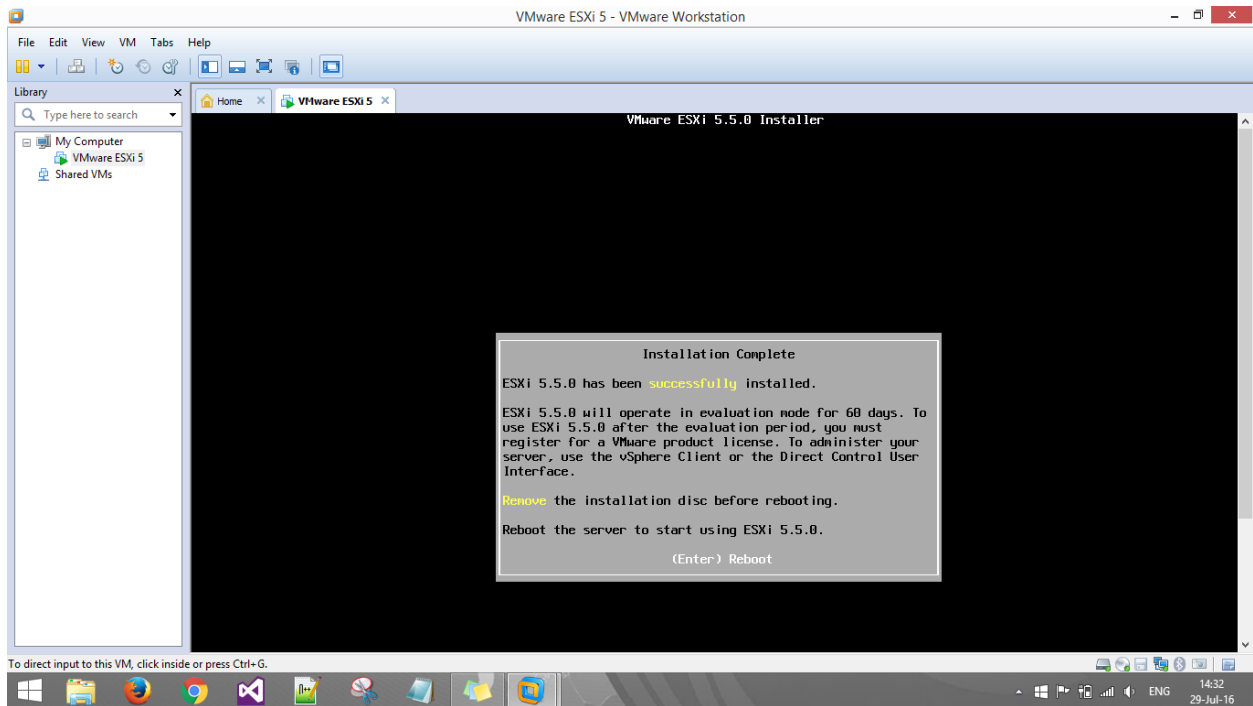 VMware ESXi 5 - VMware Workstation
File Edit View VM Tabs Help
Library
Type here to search
My Computer
VMware ESXi 5
Shared VMs
Home
VMware ESXi 5
VMware ESXi 5.5.0 Installer
Installation Complete
ESXi 5.5.0 has been successfully installed.
ESXi 5.5.0 will operate in evaluation mode for 60 days. To
use ESXi 5.5.0 after the evaluation period, you must
register for a VMware product license. To administer your
server, use the vSphere Client or the Direct Control User
Interface.
Remove the installation disc before rebooting.
Reboot the server to start using ESXi 5.5.0.
(Enter) Reboot
To direct input to this VM, click inside or press Ctrl+G.
ENG
14:32
29-Jul-16